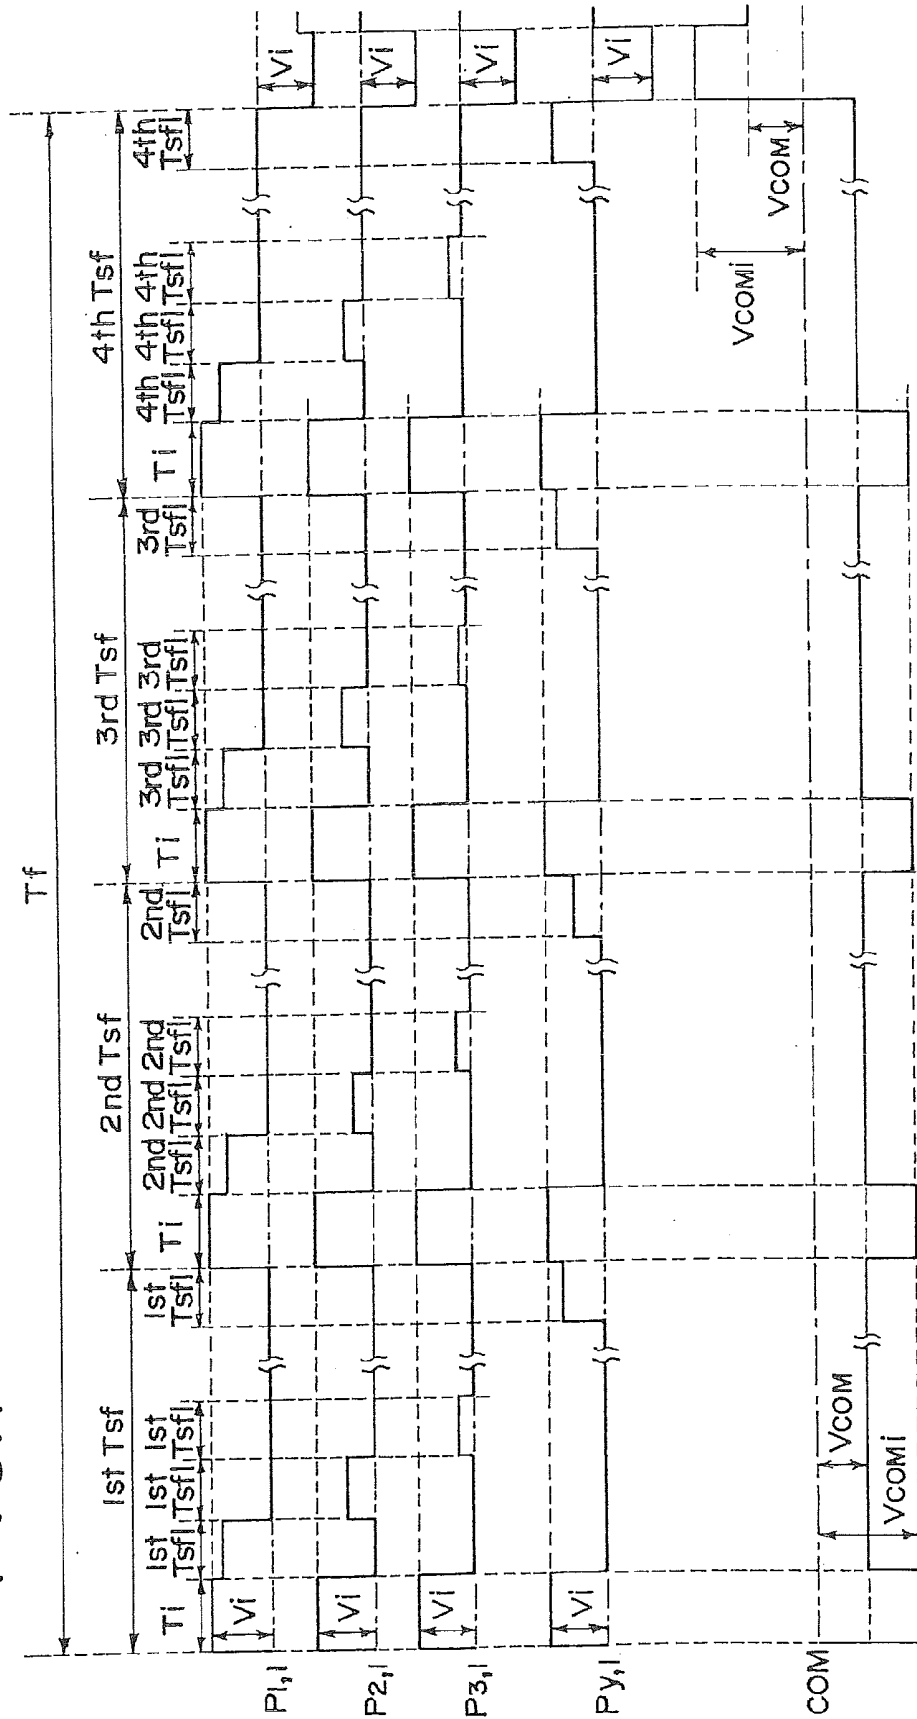 Tf
1st Tsf
2nd Tsf
3rd Tsf
4th Tsf
Ti
1st Tsfl
1st Tsfl
1st Tsfl
1st Tsfl
Ti
2nd Tsfl
2nd Tsfl
2nd Tsfl
2nd Tsfl
Ti
3rd Tsfl
3rd Tsfl
3rd Tsfl
3rd Tsfl
Ti
4th Tsfl
4th Tsfl
4th Tsfl
4th Tsfl
P1,1
Vi
Vi
P2,1
Vi
Vi
P3,1
Vi
Vi
Py,1
Vi
Vi
COM
VCOM
VCOMi
VCOMi
VCOM